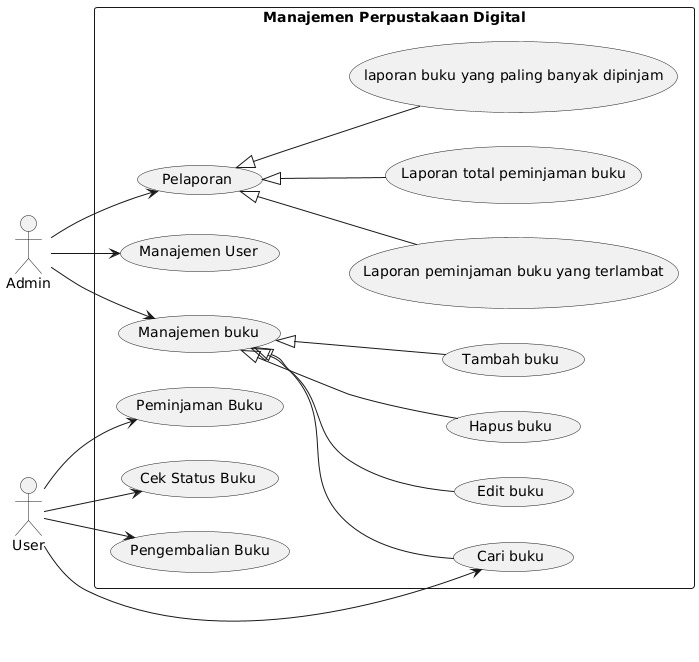 Manajemen Perpustakaan Digital
laporan buku yang paling banyak dipinjam
Pelaporan
Laporan total peminjaman buku
Admin
Manajemen User
Laporan peminjaman buku yang terlambat
Manajemen buku
Tambah buku
Peminjaman Buku
Hapus buku
Cek Status Buku
Edit buku
User
Pengembalian Buku
Cari buku